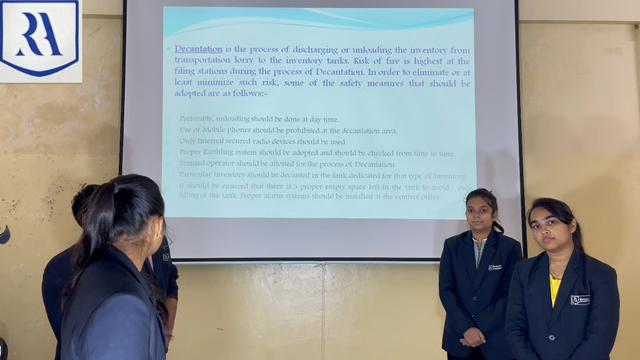 RA
Decantation is the process of discharging or unloading the inventory from
transportation lorry to the inventory tanks. Risk of fire is highest at the
filing stations during the process of Decantation. In order to eliminate or at
least minimize such risk, some of the safety measures that should be
adopted are as follows:-
Preferably, unloading should be done at day time.
Use of Mobile phones should be prohibited at the decantation area.
Only Internal secured radio devices should be used.
Proper Earthling system should be adopted and should be checked from time to time
Trained operator should be allotted for the process of Decantation.
Particular Inventory should be decanted in the tank dedicated for that type of Inventory
It should be ensured that there is a proper empty space left in the tank to avoid
filling of the tank. Proper alarm systems should be installed at the control office.